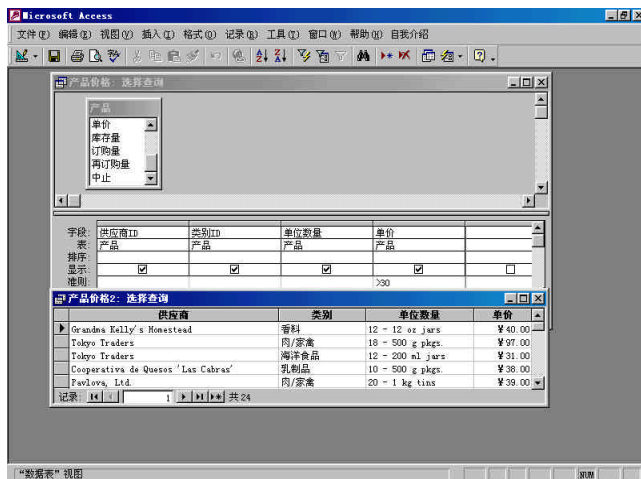 Microsoft Access
文件(F) 编辑(E) 视图(V) 插入(I) 格式(O) 记录(R) 工具(T) 窗口(W) 帮助(H) 自我介绍
产品价格: 选择查询
产品
单价
库存量
订购量
再订购量
中止
字段: 供应商ID 类别ID 单位数量 单价
表: 产品 产品 产品 产品
排序:
显示:
准则: >30
产品价格2: 选择查询
供应商 类别 单位数量 单价
Grandma Kelly's Homestead 香料 12 - 12 oz jars ¥40.00
Tokyo Traders 肉/家禽 18 - 500 g pkgs. ¥97.00
Tokyo Traders 海洋食品 12 - 200 ml jars ¥31.00
Cooperativa de Quesos 'Las Cabras' 乳制品 10 - 500 g pkgs. ¥38.00
Pavlova, Ltd. 肉/家禽 20 - 1 kg tins ¥39.00
记录: 1 共 24
“数据表”视图 NUM